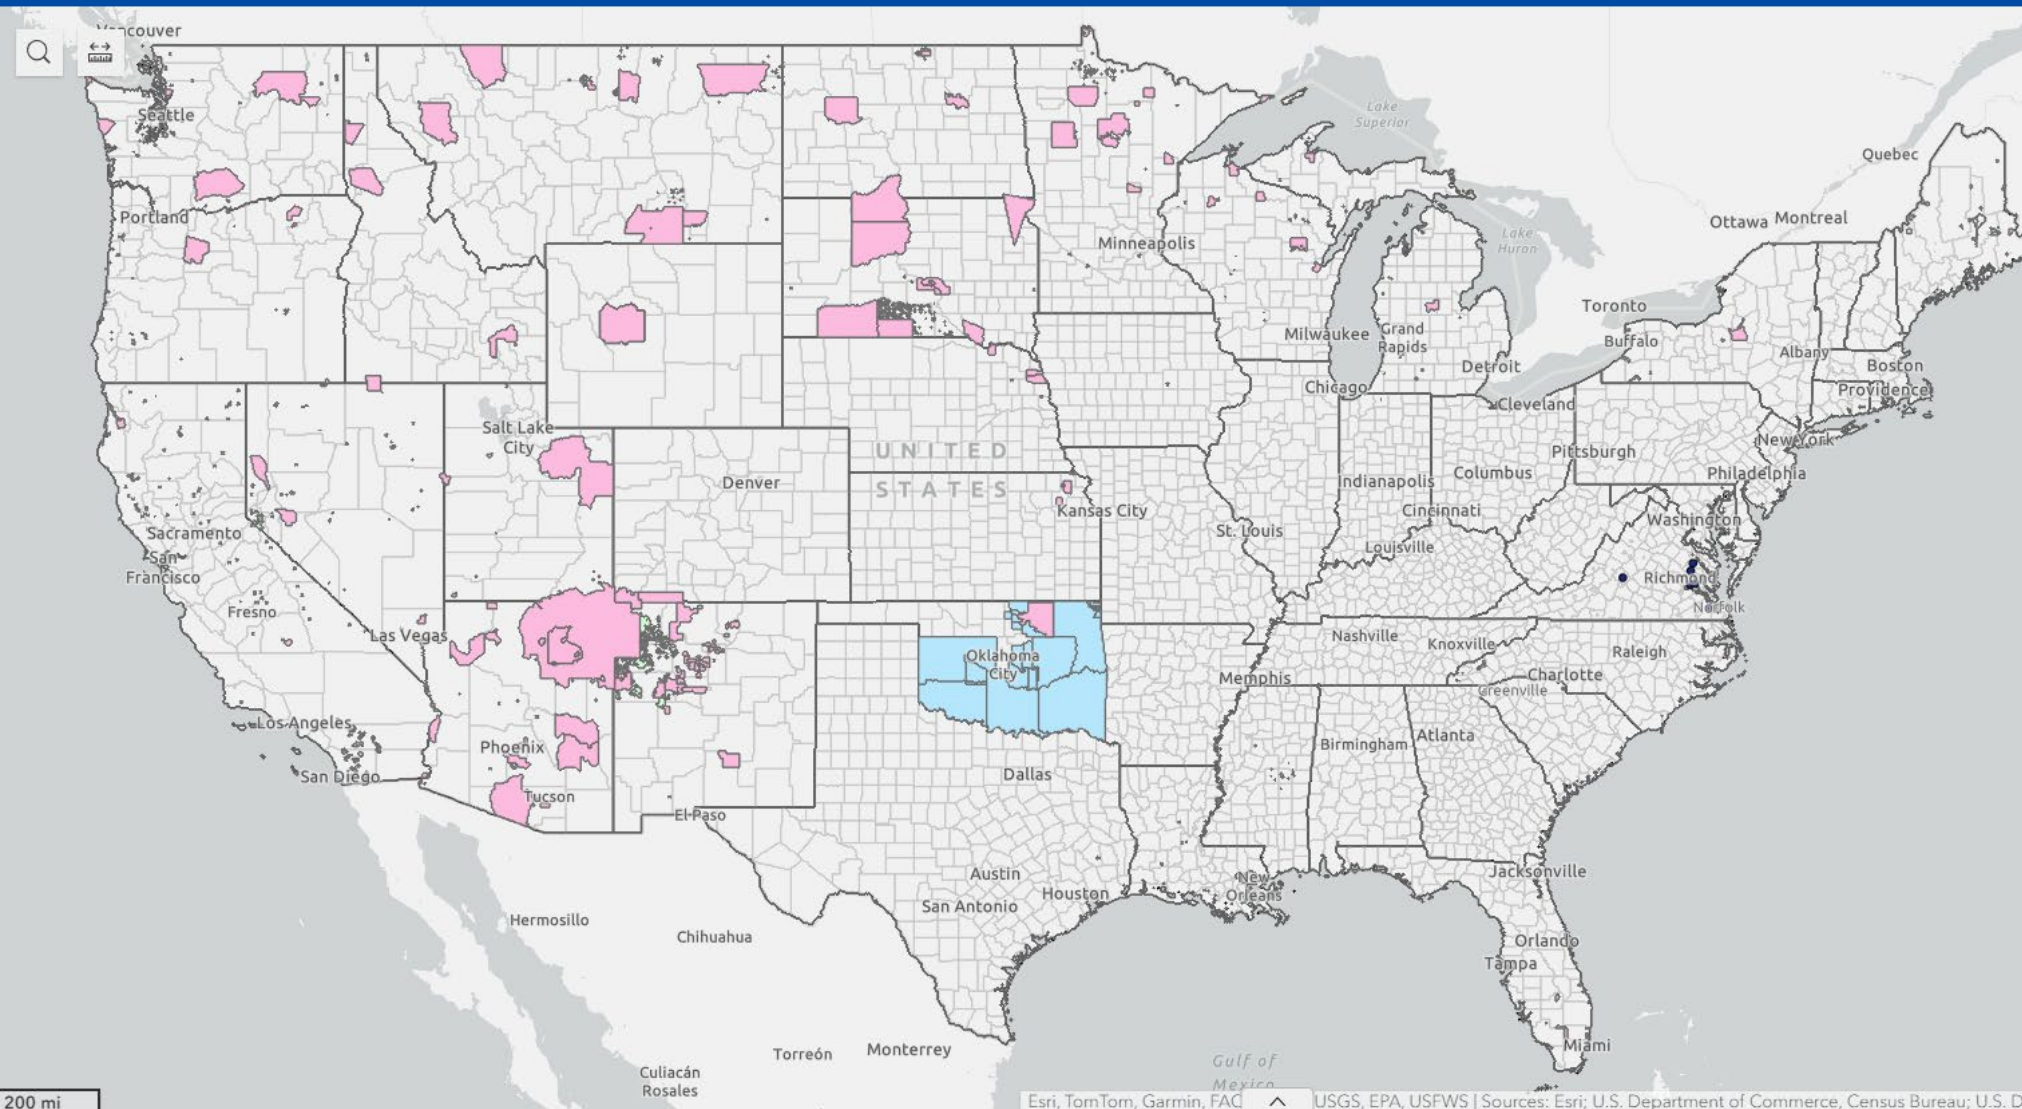 Vancouver
Seattle
Portland
Lake
Superior
Quebec
Ottawa Montreal
Minneapolis
Lake
Huron
Toronto
Milwaukee
Grand
Rapids
Buffalo
Albany
Detroit
Boston
Chicago
Providence
Cleveland
Salt Lake
City
UNITED
STATES
New York
Pittsburgh
Denver
Columbus
Philadelphia
Indianapolis
Kansas City
Cincinnati
Washington
Sacramento
St. Louis
Louisville
San
Francisco
Richmond
Fresno
Norfolk
Las Vegas
Nashville
Knoxville
Raleigh
Oklahoma
City
Memphis
Charlotte
Greenville
Los Angeles
Phoenix
Birmingham
Atlanta
San Diego
Dallas
Tucson
El Paso
Austin
Jacksonville
Houston
New
Orleans
San Antonio
Hermosillo
Chihuahua
Orlando
Tampa
Torreón
Monterrey
Miami
Culiacán
Rosales
Gulf of
Mexico
200 mi
Esri, TomTom, Garmin, FAO USGS, EPA, USFWS | Sources: Esri; U.S. Department of Commerce, Census Bureau; U.S. D